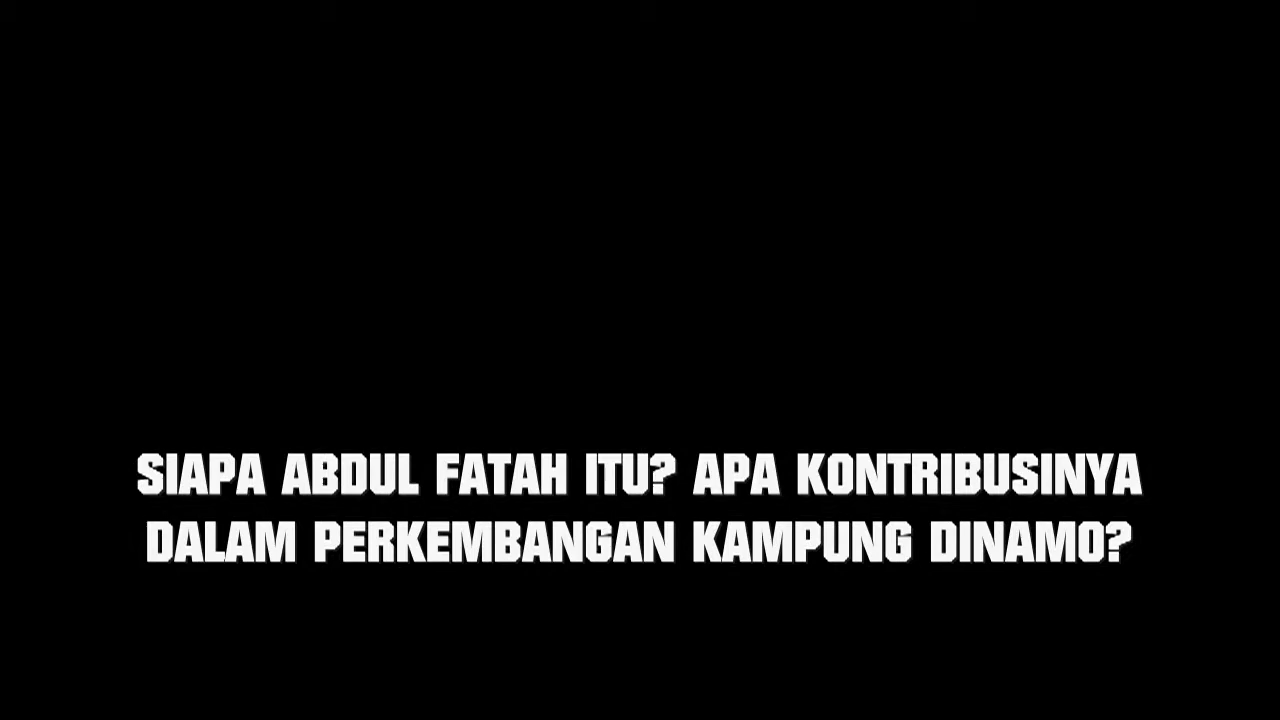 SIAPA ABDUL FATAH ITU? APA KONTRIBUSINYA
DALAM PERKEMBANGAN KAMPUNG DINAMO?